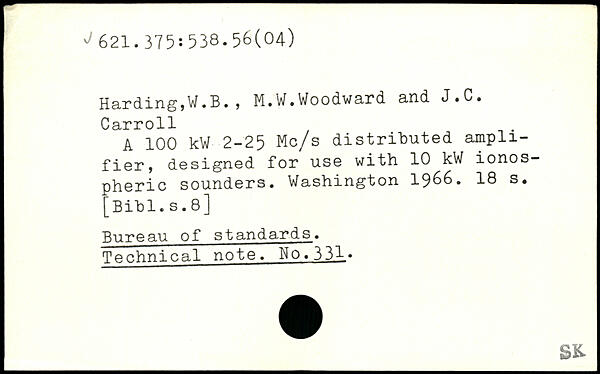 621.375:538.56(04)
Harding,W.B., M.W.Woodward and J.C.
Carroll
A 100 kW 2-25 Mc/s distributed ampli-
fier, designed for use with 10 kW ionos-
pheric sounders. Washington 1966. 18 s.
[Bibl.s.8]
Bureau of standards.
Technical note. No.331.
SK